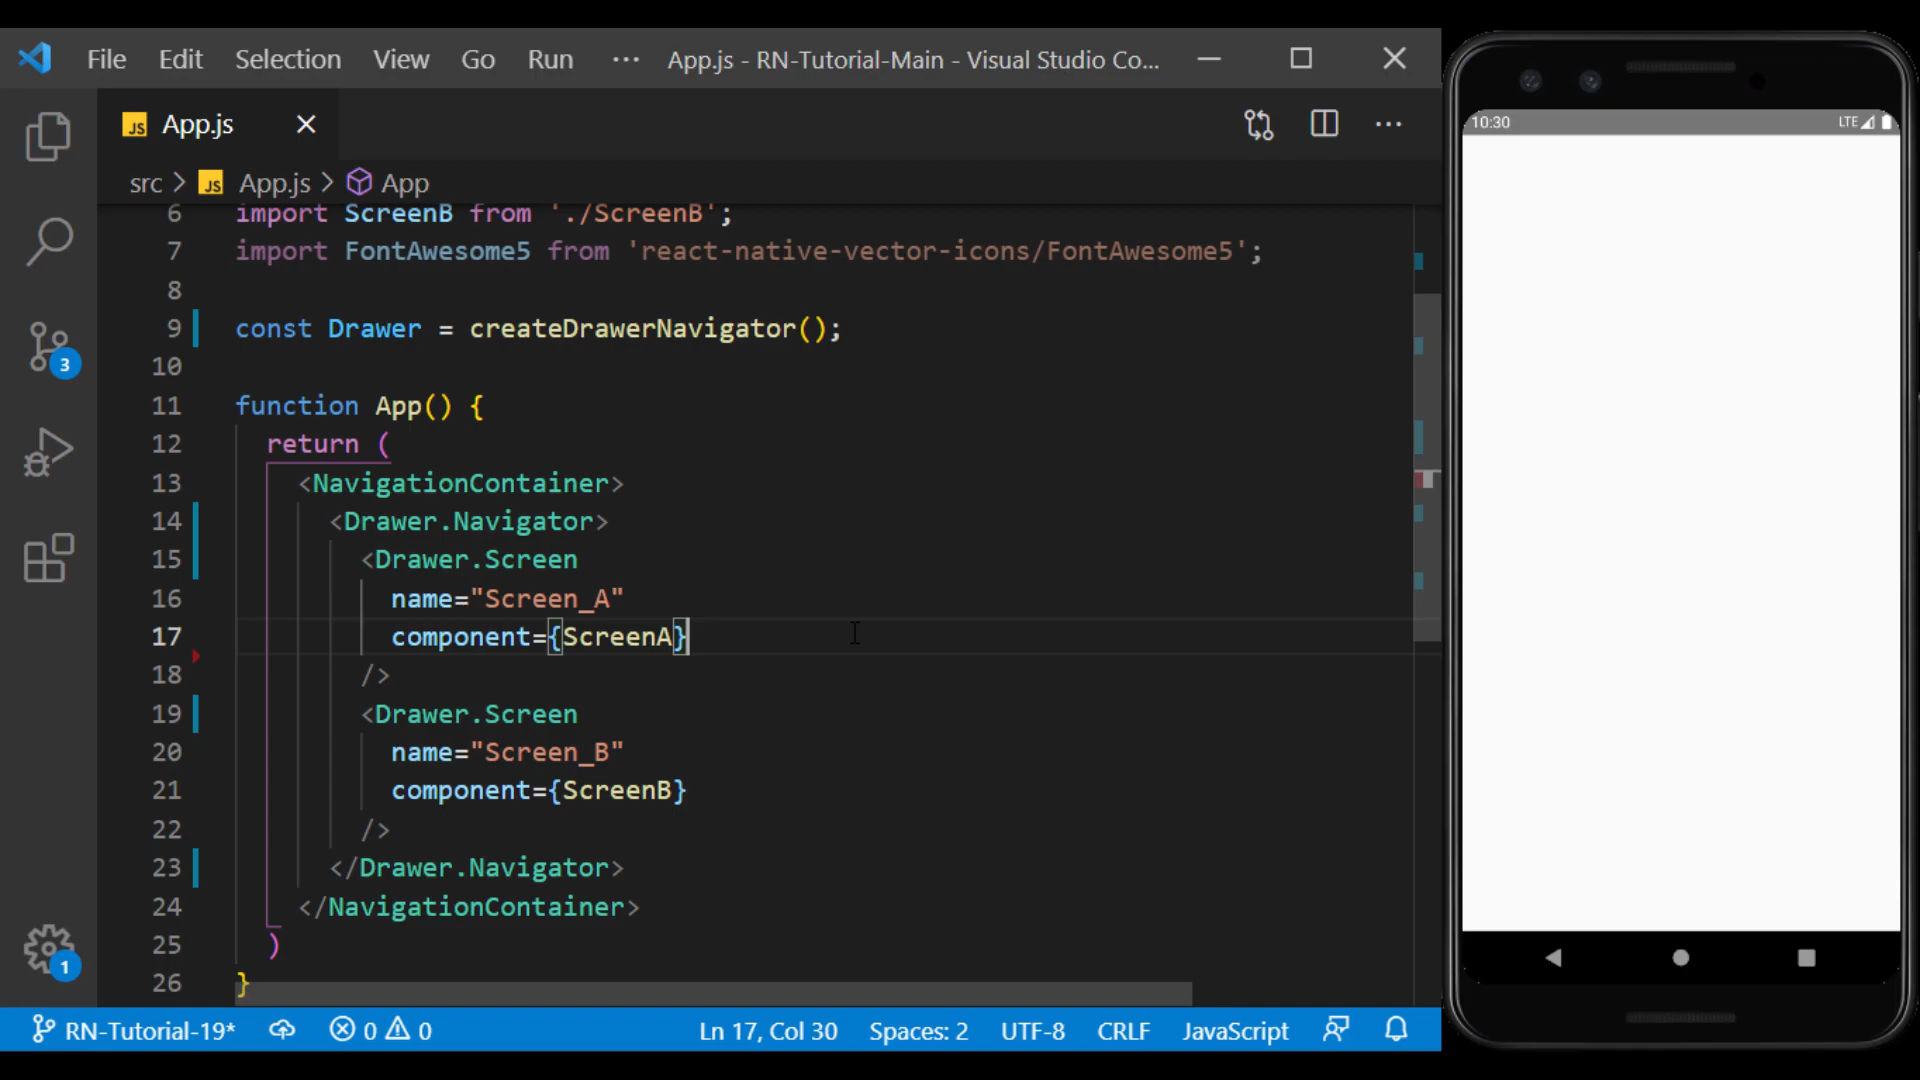 File Edit Selection View Go Run ··· App.js - RN-Tutorial-Main - Visual Studio Co...
JS App.js
src > JS App.js > App
6 import ScreenB from './ScreenB';
7 import FontAwesome5 from 'react-native-vector-icons/FontAwesome5';
8
9 const Drawer = createDrawerNavigator();
10
11 function App() {
12 return (
13 <NavigationContainer>
14 <Drawer.Navigator>
15 <Drawer.Screen
16 name="Screen_A"
17 component={ScreenA}
18 />
19 <Drawer.Screen
20 name="Screen_B"
21 component={ScreenB}
22 />
23 </Drawer.Navigator>
24 </NavigationContainer>
25 )
26 }
3
1
RN-Tutorial-19* 0 0 Ln 17, Col 30 Spaces: 2 UTF-8 CRLF JavaScript
10:30 LTE